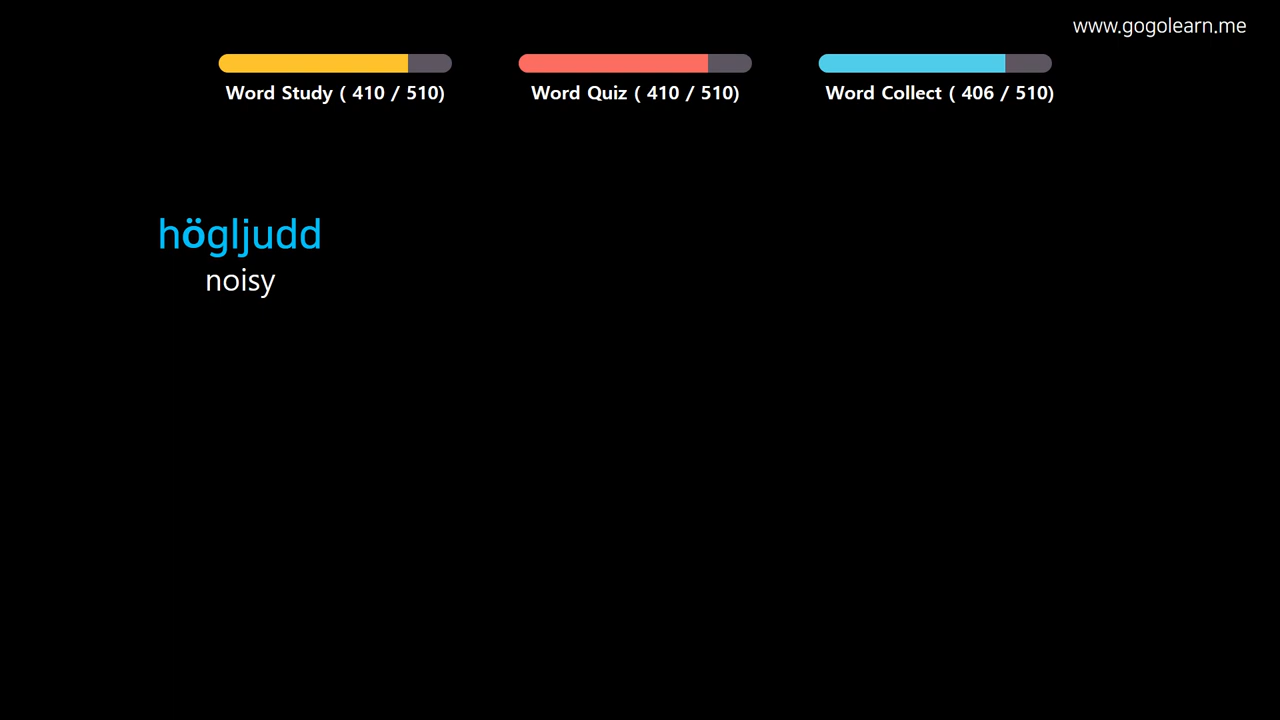 www.gogolearn.me
Word Study ( 410 / 510)
Word Quiz ( 410 / 510)
Word Collect ( 406 / 510)
högljudd
noisy